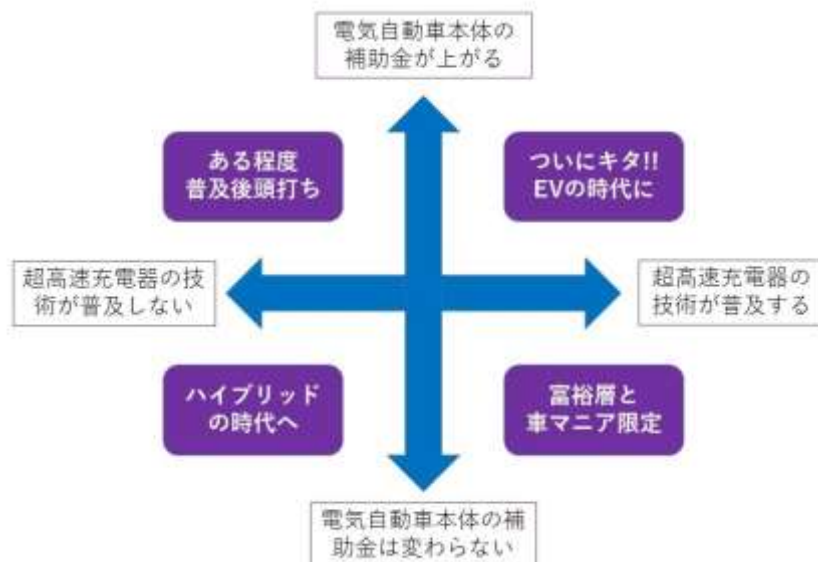 電気自動車本体の
補助金が上がる
ある程度
普及後頭打ち
ついにキタ!!
EVの時代に
超高速充電器の技
術が普及しない
超高速充電器の
技術が普及する
ハイブリッド
の時代へ
富裕層と
車マニア限定
電気自動車本体の補
助金は変わらない